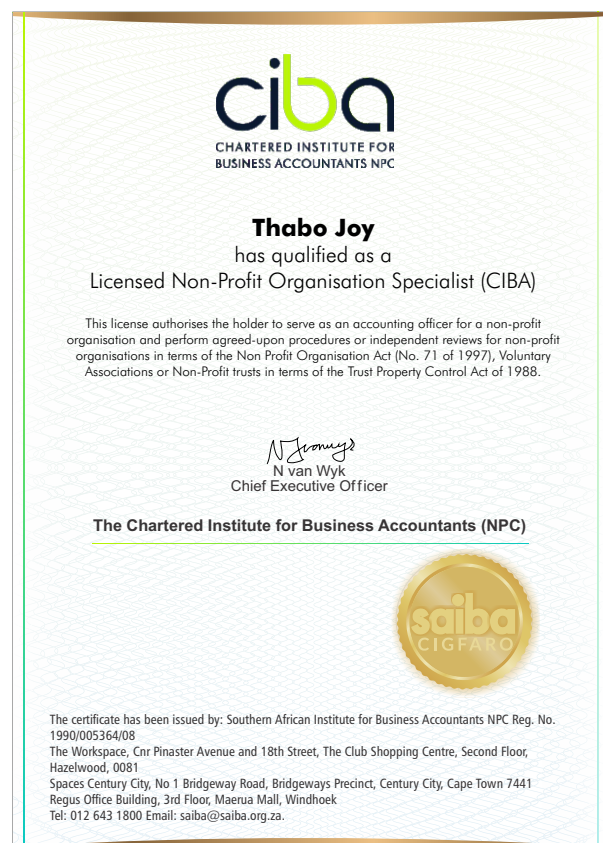 ciba
CHARTERED INSTITUTE FOR
BUSINESS ACCOUNTANTS NPC
Thabo Joy
has qualified as a
Licensed Non-Profit Organisation Specialist (CIBA)
This license authorises the holder to serve as an accounting officer for a non-profit
organisation and perform agreed-upon procedures or independent reviews for non-profit
organisations in terms of the Non Profit Organisation Act (No. 71 of 1997), Voluntary
Associations or Non-Profit trusts in terms of the Trust Property Control Act of 1988.
N van Wyk
Chief Executive Officer
The Chartered Institute for Business Accountants (NPC)
saiba
CIGFARO
The certificate has been issued by: Southern African Institute for Business Accountants NPC Reg. No.
1990/005364/08
The Workspace, Cnr Pinaster Avenue and 18th Street, The Club Shopping Centre, Second Floor,
Hazelwood, 0081
Spaces Century City, No 1 Bridgeway Road, Bridgeways Precinct, Century City, Cape Town 7441
Regus Office Building, 3rd Floor, Maerua Mall, Windhoek
Tel: 012 643 1800 Email: saiba@saiba.org.za.